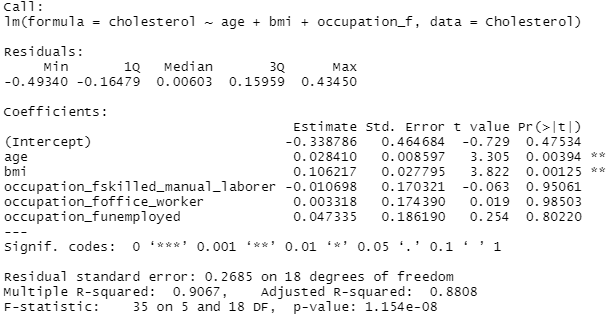 Call:
lm(formula = cholesterol ~ age + bmi + occupation_f, data = Cholesterol)
Residuals:
Min 1Q Median 3Q Max
-0.49340 -0.16479 0.00603 0.15959 0.43450
Coefficients:
Estimate Std. Error t value Pr(>|t|)
(Intercept) -0.338786 0.464684 -0.729 0.47534
age 0.028410 0.008597 3.305 0.00394 **
bmi 0.106217 0.027795 3.822 0.00125 **
occupation_fskilled_manual_laborer -0.010698 0.170321 -0.063 0.95061
occupation_foffice_worker 0.003318 0.174390 0.019 0.98503
occupation_funemployed 0.047335 0.186190 0.254 0.80220
---
Signif. codes: 0 ‘***’ 0.001 ‘**’ 0.01 ‘*’ 0.05 ‘.’ 0.1 ‘ ’ 1
Residual standard error: 0.2685 on 18 degrees of freedom
Multiple R-squared: 0.9067, Adjusted R-squared: 0.8808
F-statistic: 35 on 5 and 18 DF, p-value: 1.154e-08